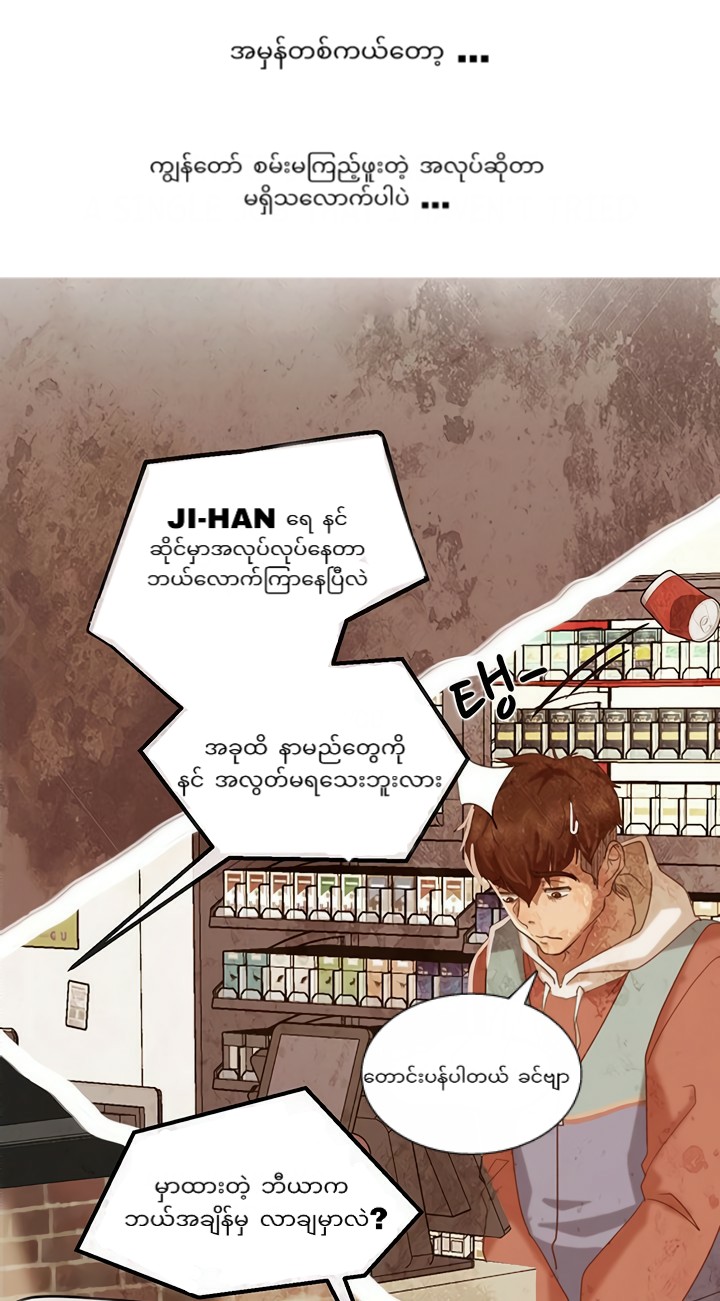 အမှန်တစ်ကယ်တော့ ...
ကျွန်တော် စမ်းမကြည့်ဖူးတဲ့ အလုပ်ဆိုတာ
မရှိသလောက်ပါပဲ ...
JI-HAN ရေ နင်
ဆိုင်မှာအလုပ်လုပ်နေတာ
ဘယ်လောက်ကြာနေပြီလဲ
탱-
အခုထိ နာမည်တွေကို
နင် အလွတ်မရသေးဘူးလား
GU
တောင်းပန်ပါတယ် ခင်ဗျာ
မှာထားတဲ့ ဘီယာက
ဘယ်အချိန်မှ လာချမှာလဲ?